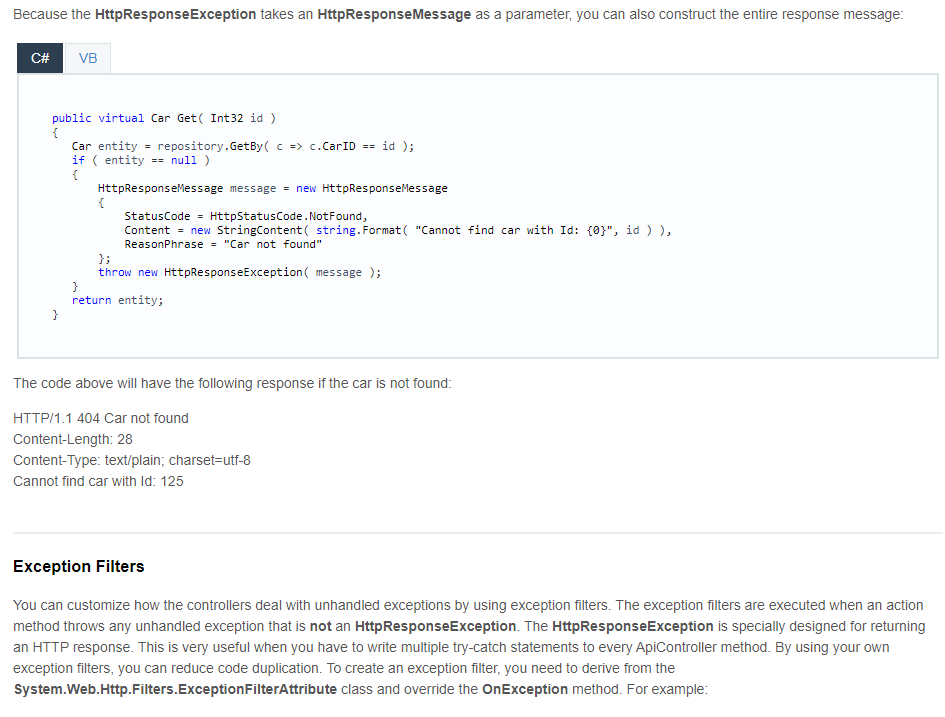 Because the HttpResponseException takes an HttpResponseMessage as a parameter, you can also construct the entire response message:
C# VB
public virtual Car Get( Int32 id )
{
Car entity = repository.GetBy( c => c.CarID == id );
if ( entity == null )
{
HttpResponseMessage message = new HttpResponseMessage
{
StatusCode = HttpStatusCode.NotFound,
Content = new StringContent( string.Format( "Cannot find car with Id: {0}", id ) ),
ReasonPhrase = "Car not found"
};
throw new HttpResponseException( message );
}
return entity;
}
The code above will have the following response if the car is not found:
HTTP/1.1 404 Car not found
Content-Length: 28
Content-Type: text/plain; charset=utf-8
Cannot find car with Id: 125
Exception Filters
You can customize how the controllers deal with unhandled exceptions by using exception filters. The exception filters are executed when an action
method throws any unhandled exception that is not an HttpResponseException. The HttpResponseException is specially designed for returning
an HTTP response. This is very useful when you have to write multiple try-catch statements to every ApiController method. By using your own
exception filters, you can reduce code duplication. To create an exception filter, you need to derive from the
System.Web.Http.Filters.ExceptionFilterAttribute class and override the OnException method. For example: